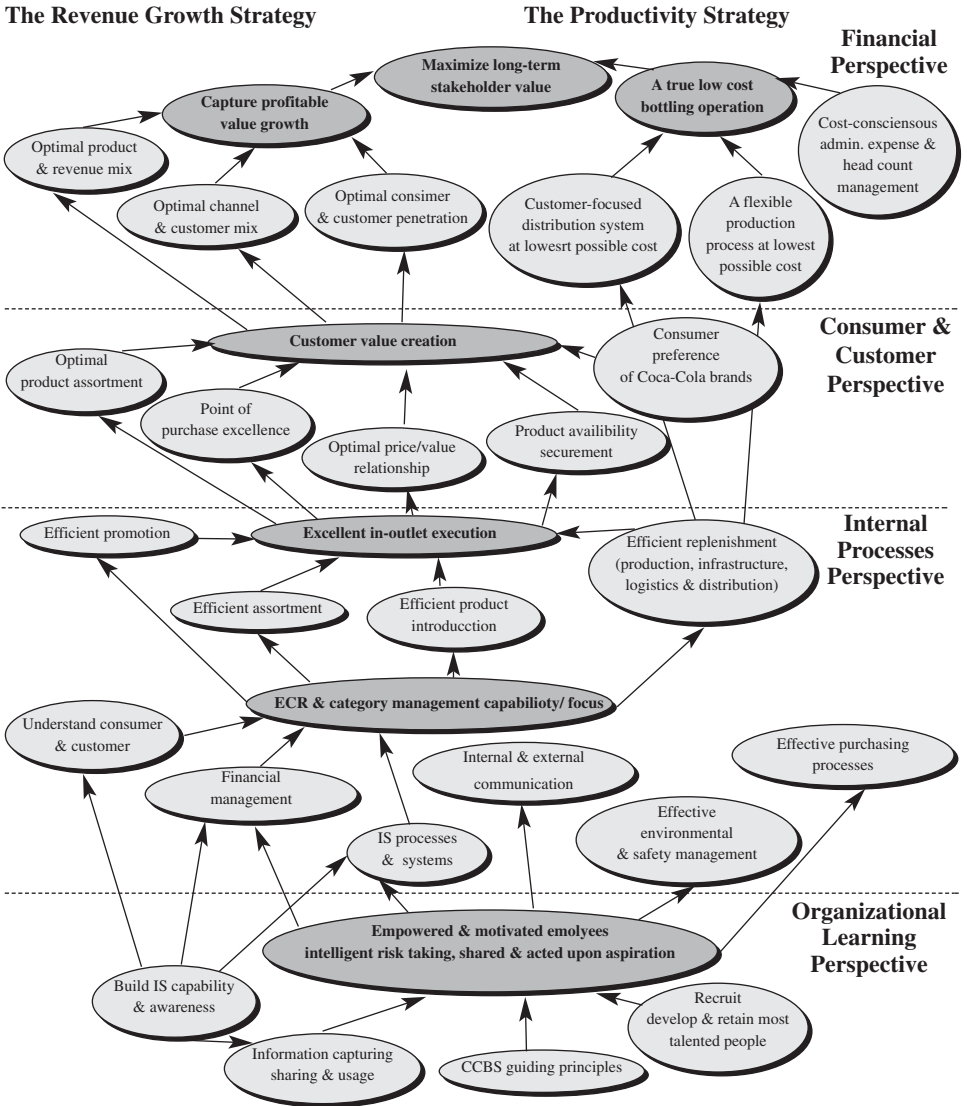 The Revenue Growth Strategy
The Productivity Strategy
Financial
Perspective
Maximize long-term
stakeholder value
Capture profitable
value growth
A true low cost
bottling operation
Cost-consciensous
admin. expense &
head count
management
Optimal product
& revenue mix
Optimal channel
& customer mix
Optimal consimer
& customer penetration
Customer-focused
distribution system
at lowesrt possible cost
A flexible
production
process at lowest
possible cost
Consumer &
Customer
Perspective
Customer value creation
Consumer
preference
of Coca-Cola brands
Optimal
product assortment
Point of
purchase excellence
Optimal price/value
relationship
Product availibility
securement
Internal
Processes
Perspective
Efficient promotion
Excellent in-outlet execution
Efficient replenishment
(production, infrastructure,
logistics & distribution)
Efficient assortment
Efficient product
introducction
ECR & category management capabilioty/ focus
Understand consumer
& customer
Financial
management
Internal & external
communication
Effective purchasing
processes
IS processes
& systems
Effective
environmental
& safety management
Organizational
Learning
Perspective
Empowered & motivated emolyees
intelligent risk taking, shared & acted upon aspiration
Build IS capability
& awareness
Information capturing
sharing & usage
CCBS guiding principles
Recruit
develop & retain most
talented people